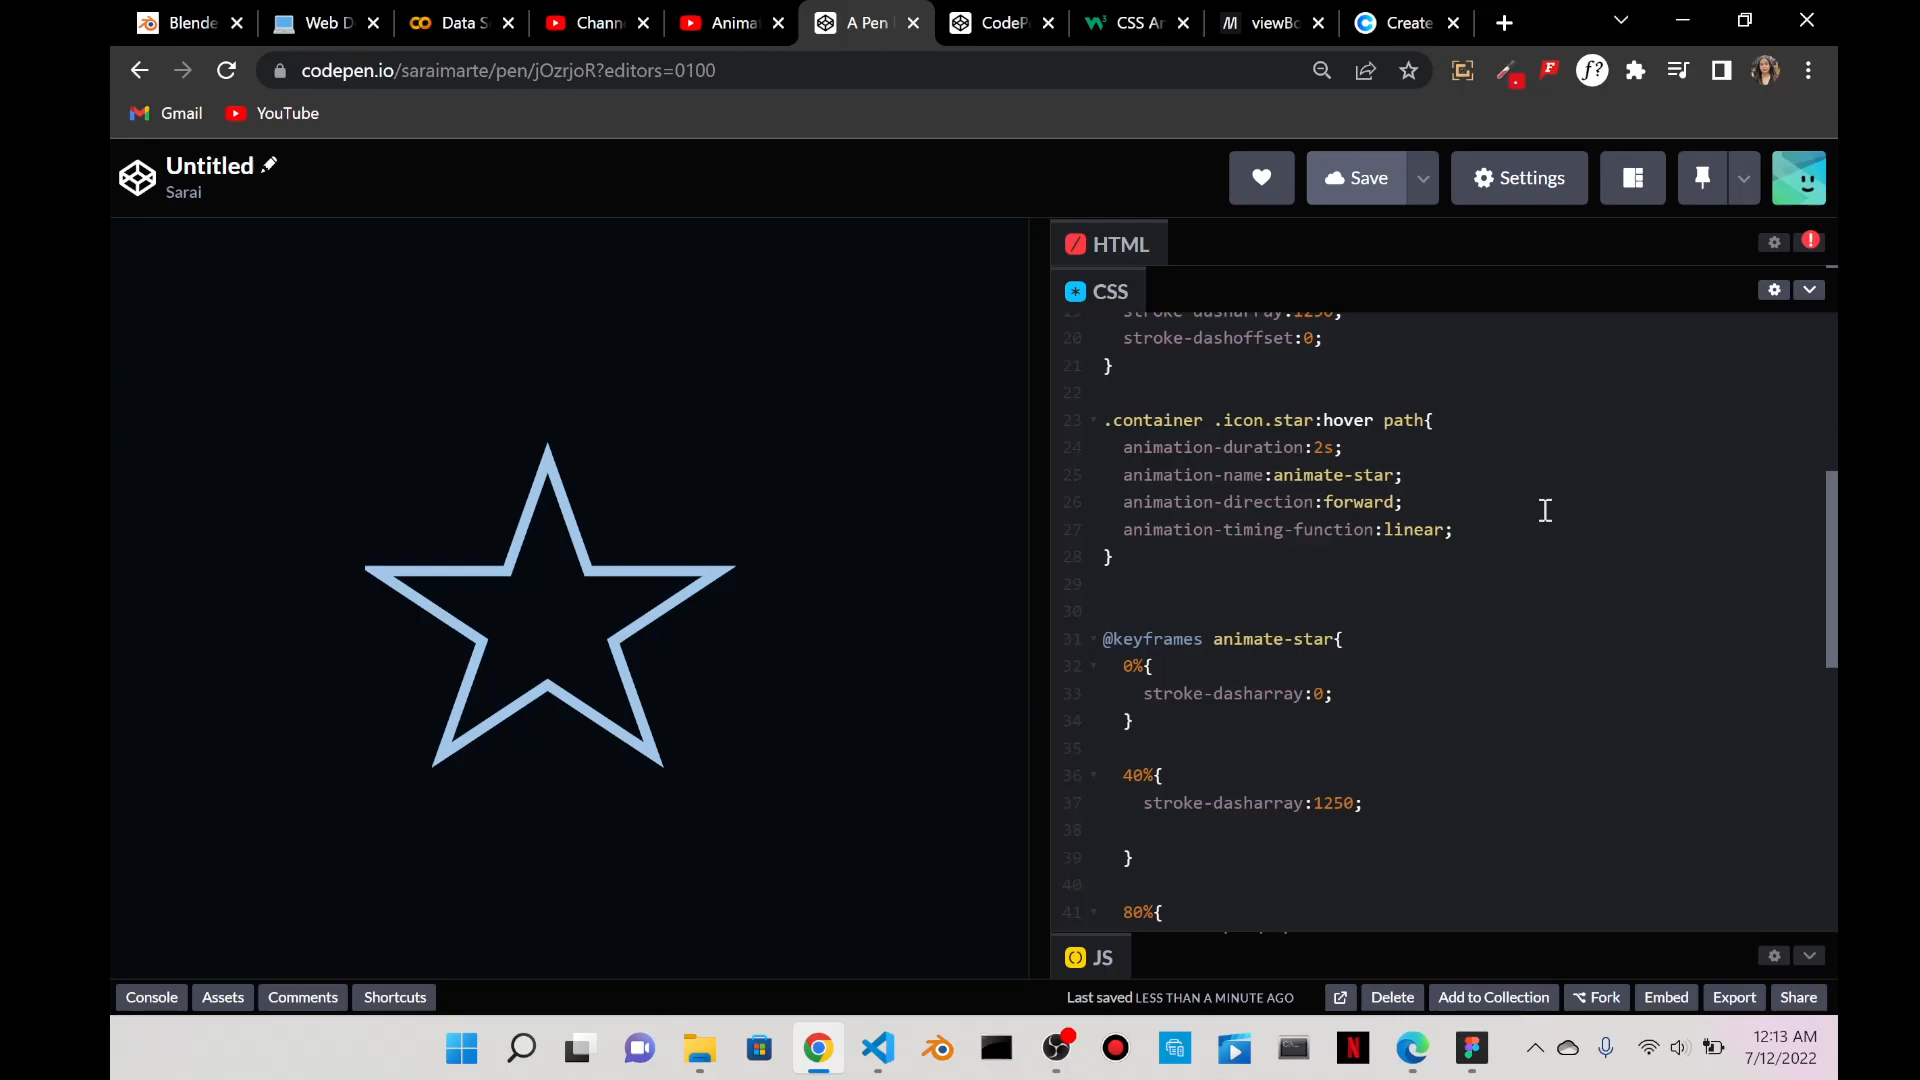 Blende
Web D
Data S
Chann
Anima
A Pen
CodeP
CSS Ar
viewBo
Create
codepen.io/saraimarte/pen/jOzrjoR?editors=0100
Gmail
YouTube
Untitled
Sarai
Save
Settings
HTML
CSS
19 stroke-dasharray:1250;
20 stroke-dashoffset:0;
21 }
22
23 .container .icon.star:hover path{
24 animation-duration:2s;
25 animation-name:animate-star;
26 animation-direction:forward;
27 animation-timing-function:linear;
28 }
29
30
31 @keyframes animate-star{
32 0%{
33 stroke-dasharray:0;
34 }
35
36 40%{
37 stroke-dasharray:1250;
38
39 }
40
41 80%{
JS
Console
Assets
Comments
Shortcuts
Last saved LESS THAN A MINUTE AGO
Delete
Add to Collection
Fork
Embed
Export
Share
12:13 AM
7/12/2022